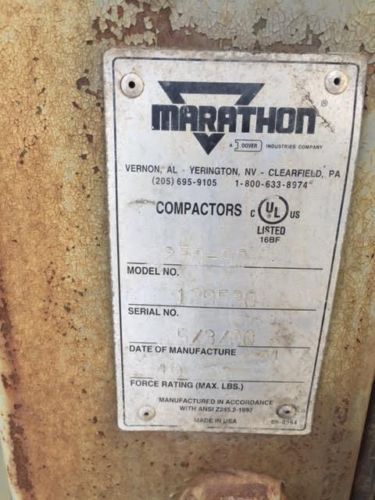 MARATHON ®
A DOVER INDUSTRIES COMPANY
VERNON, AL - YERINGTON, NV - CLEARFIELD, PA
(205) 695-9105 1-800-633-8974
COMPACTORS C UL US
LISTED
16BF
MODEL NO.
SERIAL NO.
DATE OF MANUFACTURE
FORCE RATING (MAX. LBS.)
MANUFACTURED IN ACCORDANCE
WITH ANSI Z245.2-1992
MADE IN USA